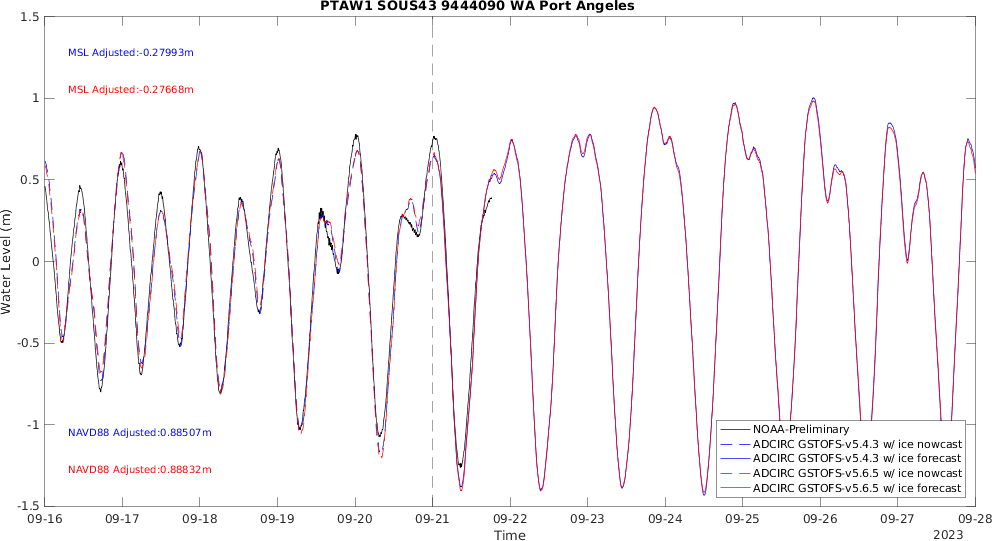 PTAW1 SOUS43 9444090 WA Port Angeles
1.5
1
0.5
0
-0.5
-1
-1.5
Water Level (m)
MSL Adjusted:-0.27993m
MSL Adjusted:-0.27668m
NAVD88 Adjusted:0.88507m
NAVD88 Adjusted:0.88832m
NOAA-Preliminary
ADCIRC GSTOFS-v5.4.3 w/ ice nowcast
ADCIRC GSTOFS-v5.4.3 w/ ice forecast
ADCIRC GSTOFS-v5.6.5 w/ ice nowcast
ADCIRC GSTOFS-v5.6.5 w/ ice forecast
09-16 09-17 09-18 09-19 09-20 09-21 09-22 09-23 09-24 09-25 09-26 09-27 09-28
Time
2023